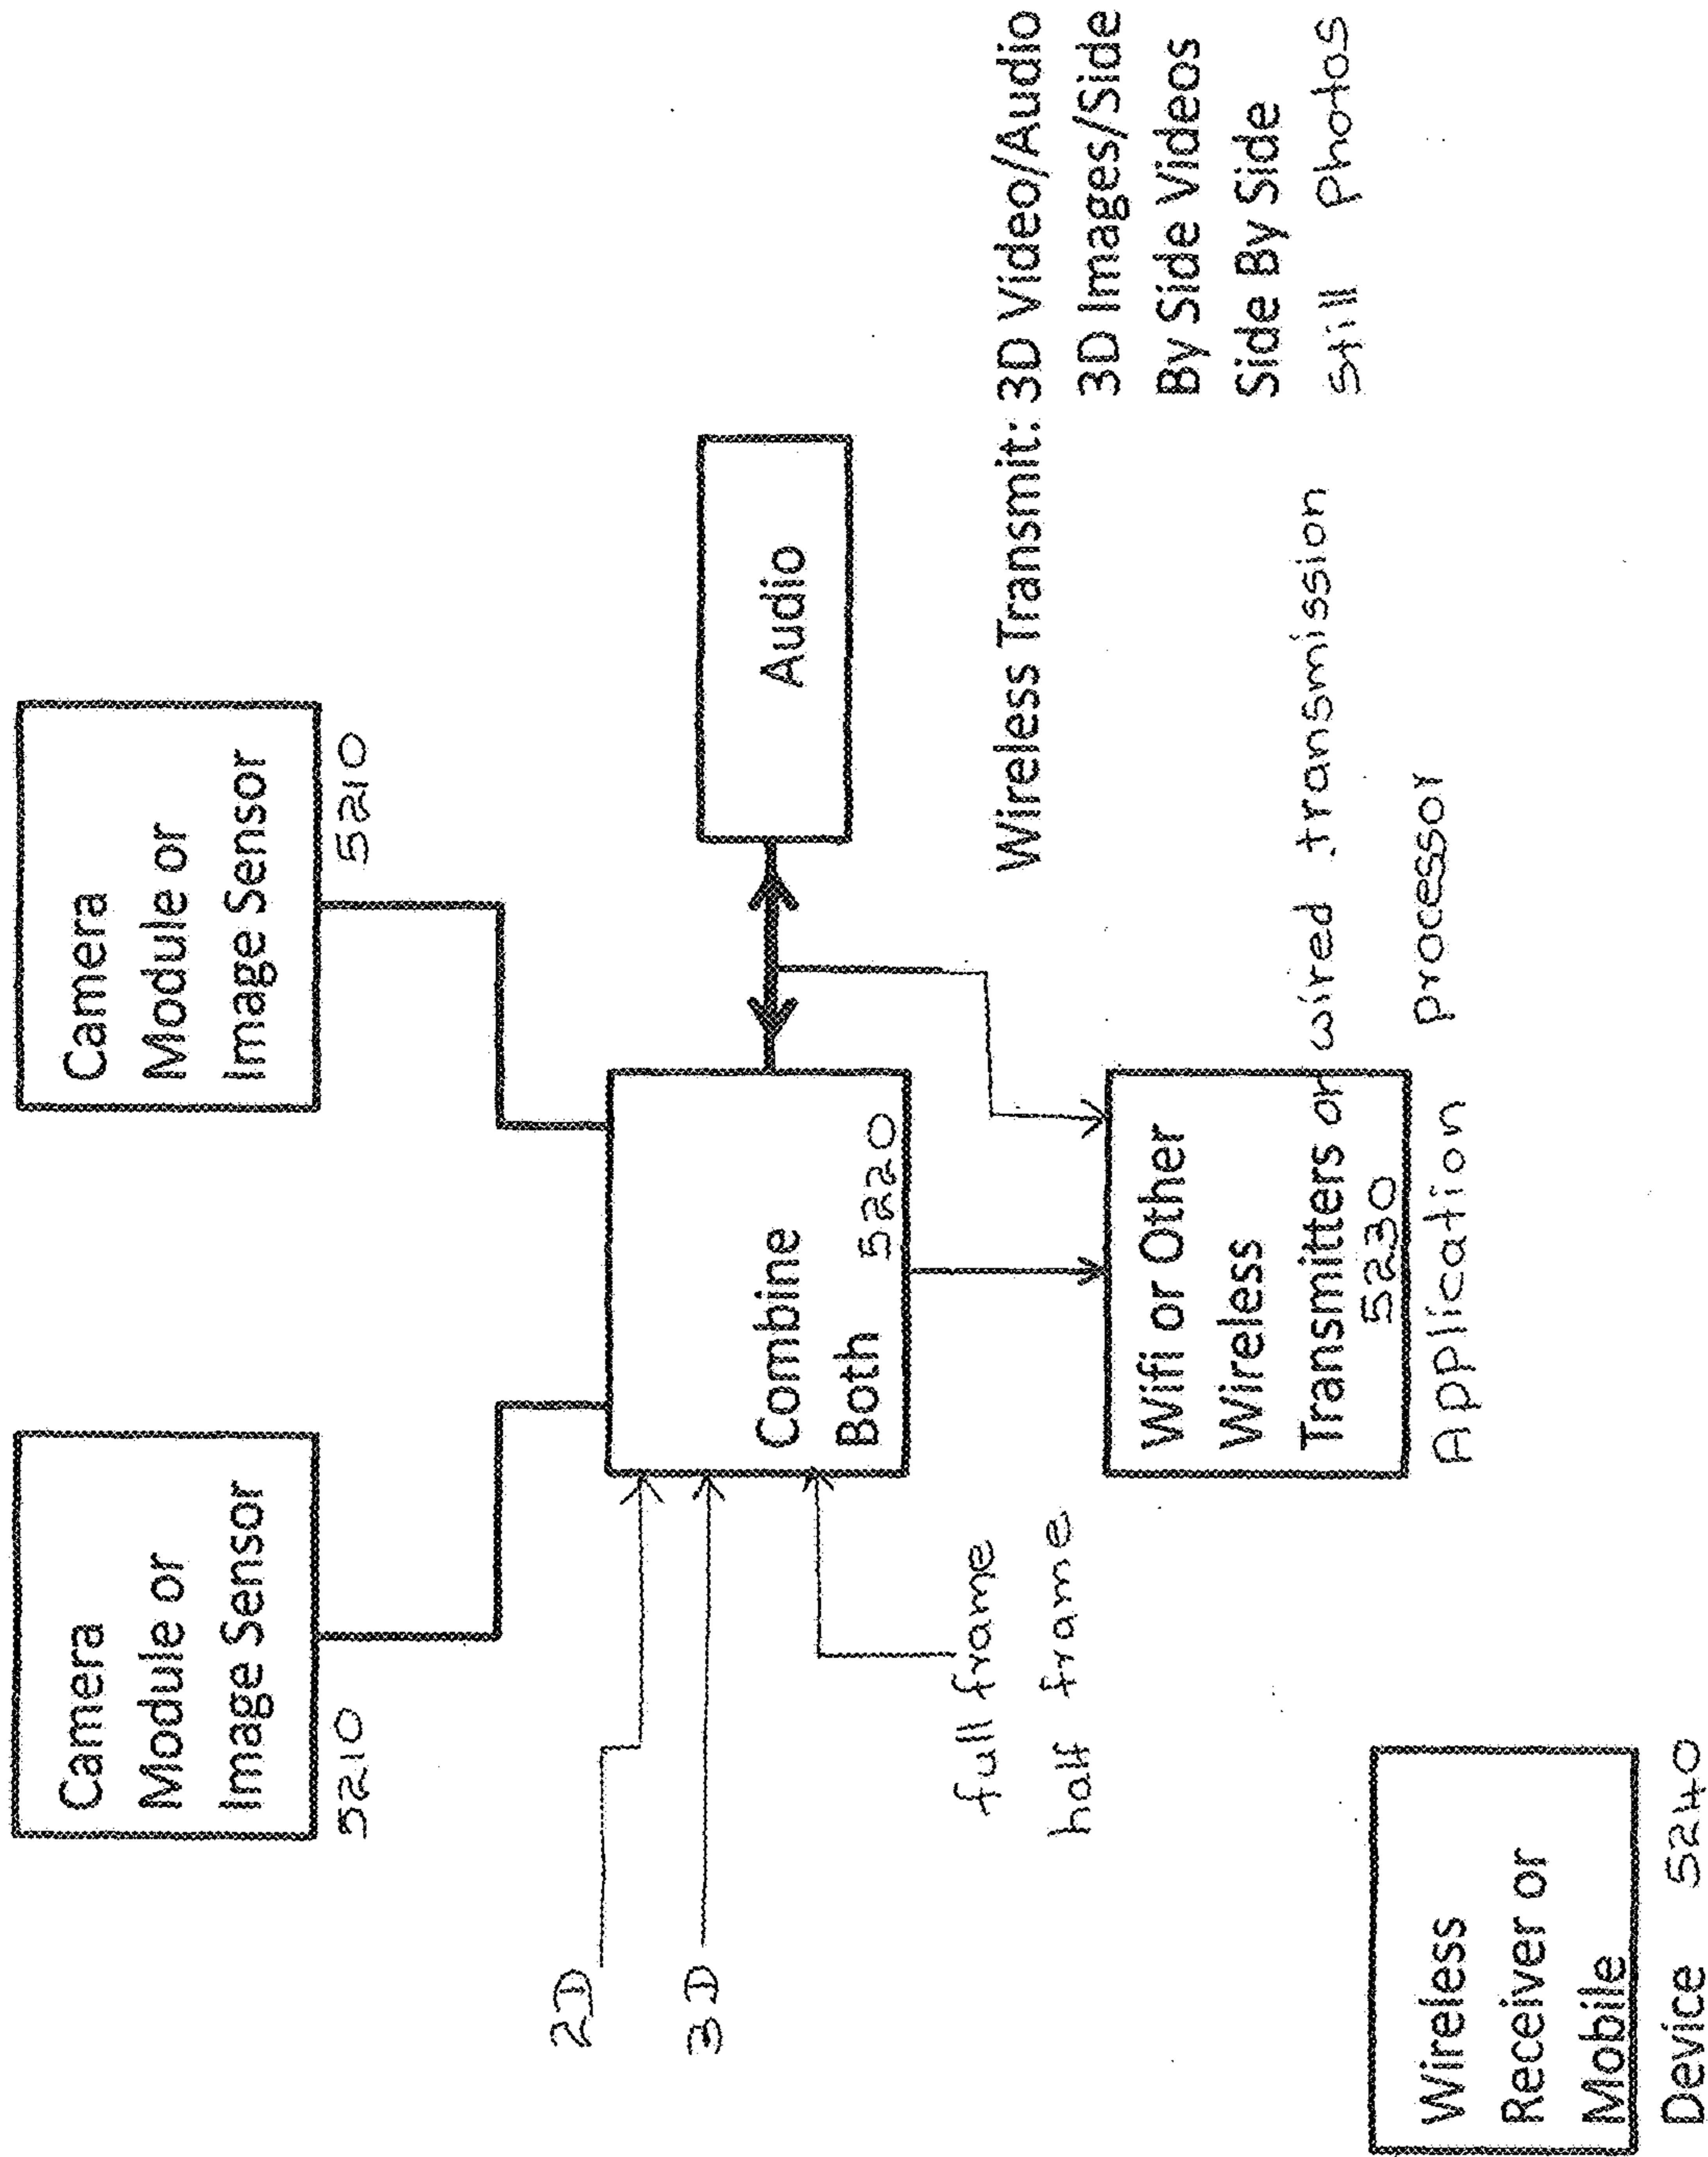 Camera
Module or
Image Sensor
5210
Camera
Module or
Image Sensor
5210
2D
3D
Combine
Both 5220
Audio
full frame
half frame
Wifi or Other
Wireless
Transmitters or wired transmission
5230
Application processor
Wireless Transmit: 3D Video/Audio
3D Images/Side
By Side Videos
Side By Side
Still Photos
Wireless
Receiver or
Mobile
Device 5240